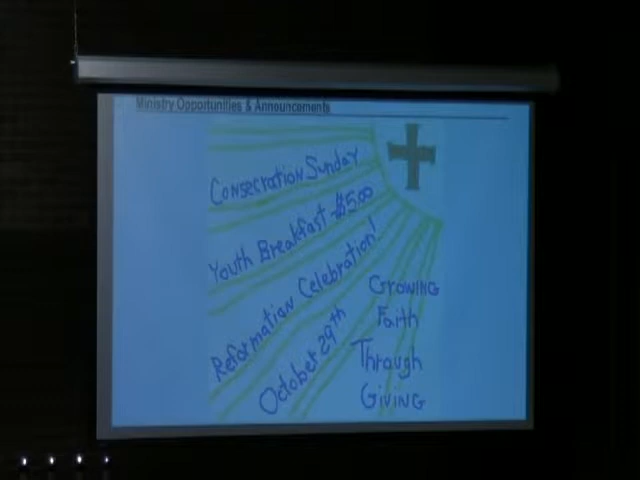 Ministry Opportunities & Announcements
Consecration Sunday
Youth Breakfast -$5.00
Reformation Celebration!
October 29th
Growing
Faith
Through
Giving